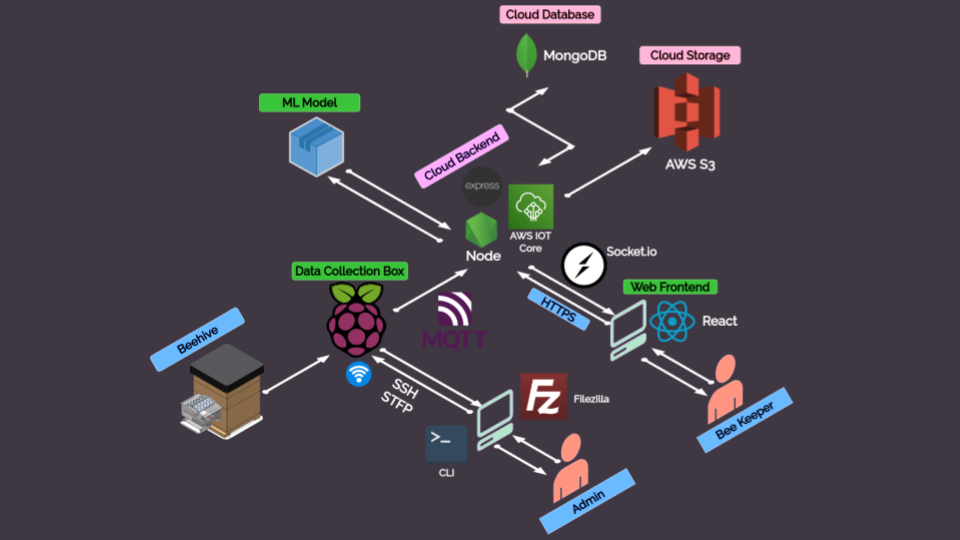 Cloud Database
MongoDB
Cloud Storage
AWS S3
ML Model
Cloud Backend
express
Node
AWS IOT
Core
Socket.io
Data Collection Box
HTTPS
Web Frontend
React
MQTT
Beehive
SSH
STFP
Fz
Filezilla
>_
CLI
Bee Keeper
Admin